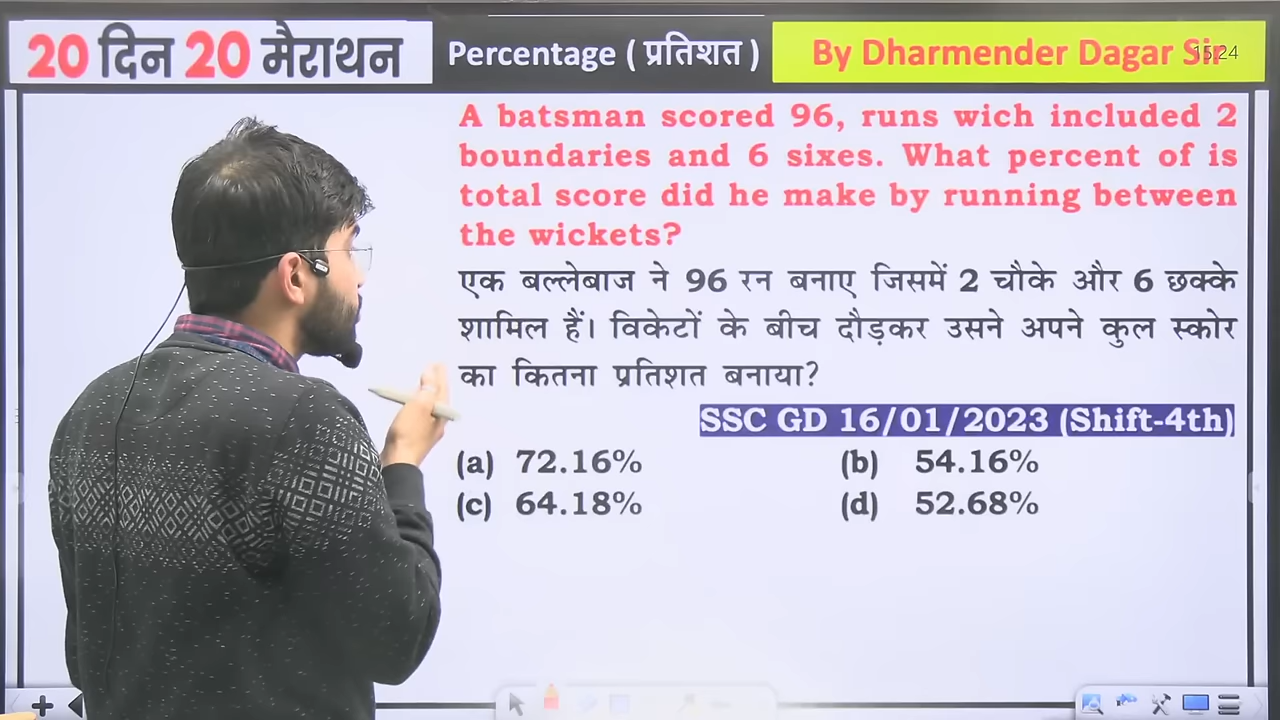 20 दिन 20 मैराथन
Percentage ( प्रतिशत )
By Dharmender Dagar Sir
15:24
A batsman scored 96, runs wich included 2
boundaries and 6 sixes. What percent of is
total score did he make by running between
the wickets?
एक बल्लेबाज ने 96 रन बनाए जिसमें 2 चौके और 6 छक्के
शामिल हैं। विकेटों के बीच दौड़कर उसने अपने कुल स्कोर
का कितना प्रतिशत बनाया?
SSC GD 16/01/2023 (Shift-4th)
(a) 72.16% (b) 54.16%
(c) 64.18% (d) 52.68%